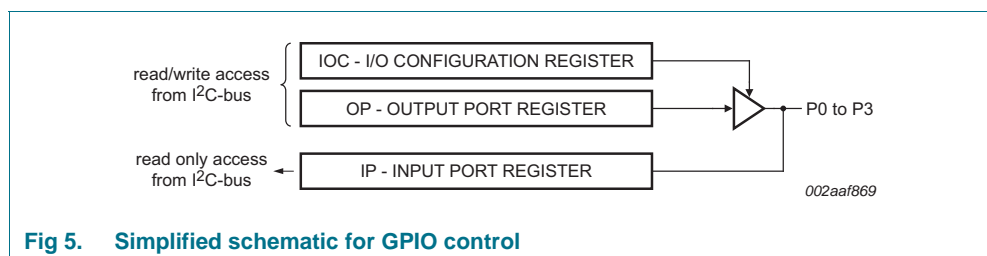 IOC - I/O CONFIGURATION REGISTER
read/write access
from I²C-bus
OP - OUTPUT PORT REGISTER
P0 to P3
read only access
from I²C-bus
IP - INPUT PORT REGISTER
002aaf869
Fig 5. Simplified schematic for GPIO control